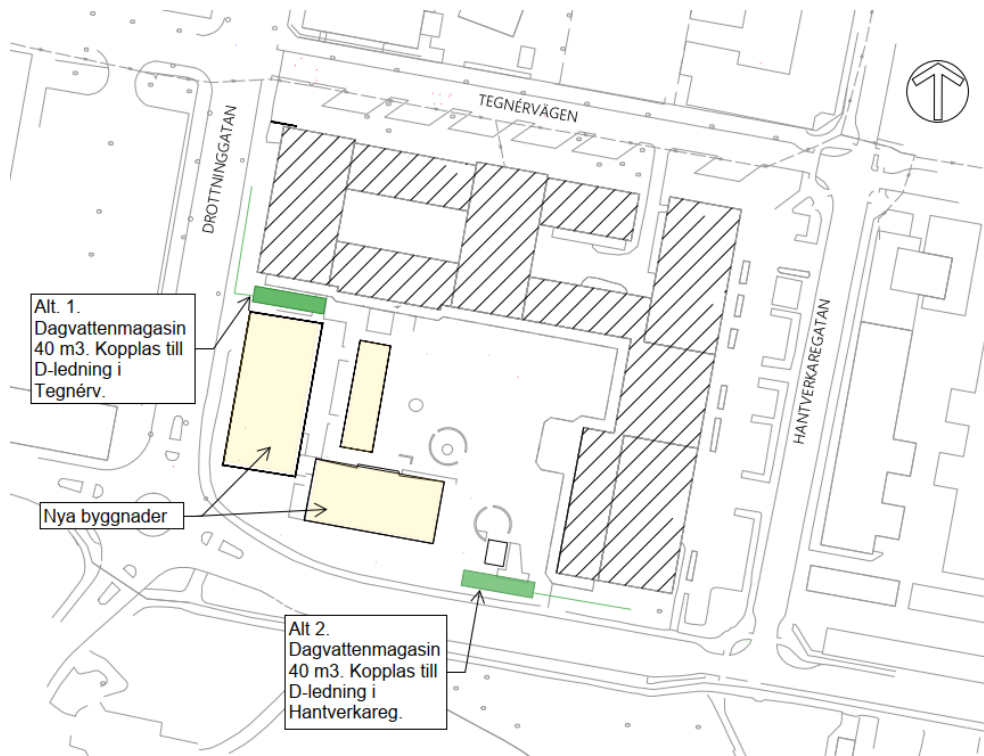 TEGNÉRVÄGEN
DROTTNINGGATAN
Alt. 1.
Dagvattenmagasin
40 m3. Kopplas till
D-ledning i
Tegnérv.
HANTVERKAREGATAN
Nya byggnader
Alt 2.
Dagvattenmagasin
40 m3. Kopplas till
D-ledning i
Hantverkareg.